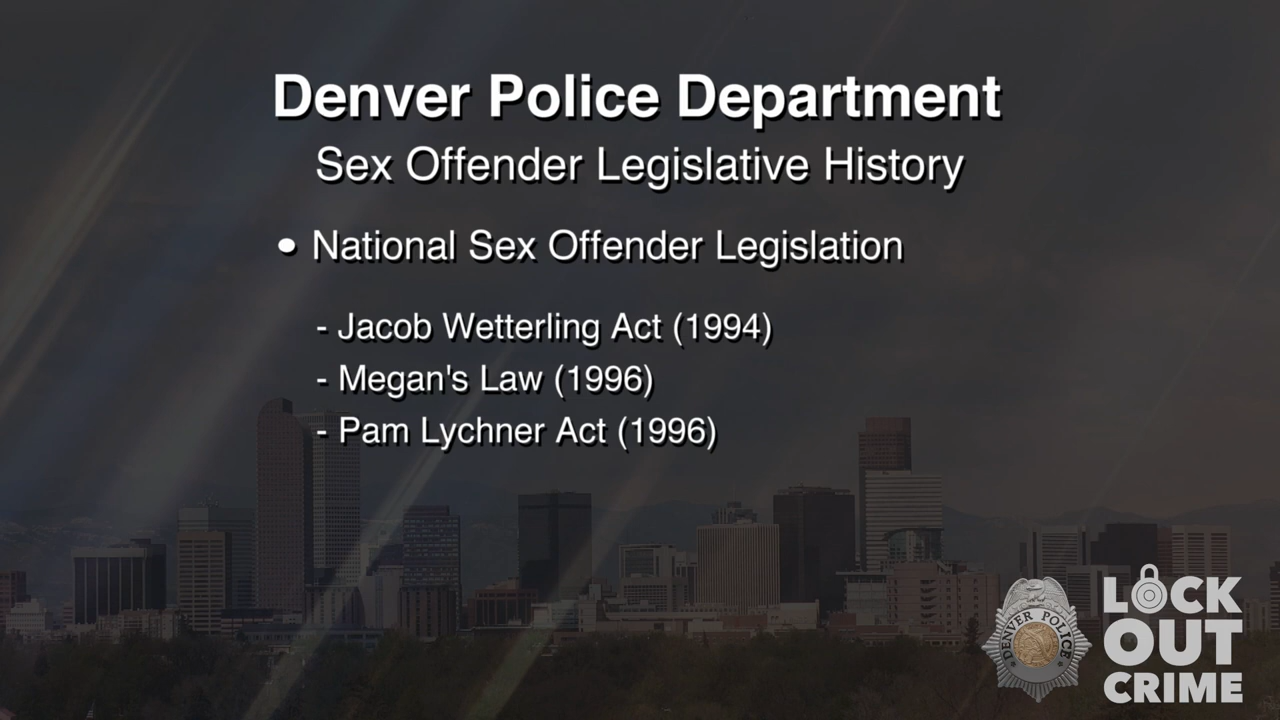 Denver Police Department
Sex Offender Legislative History
• National Sex Offender Legislation
- Jacob Wetterling Act (1994)
- Megan's Law (1996)
- Pam Lychner Act (1996)
DENVER POLICE
LOCK
OUT
CRIME